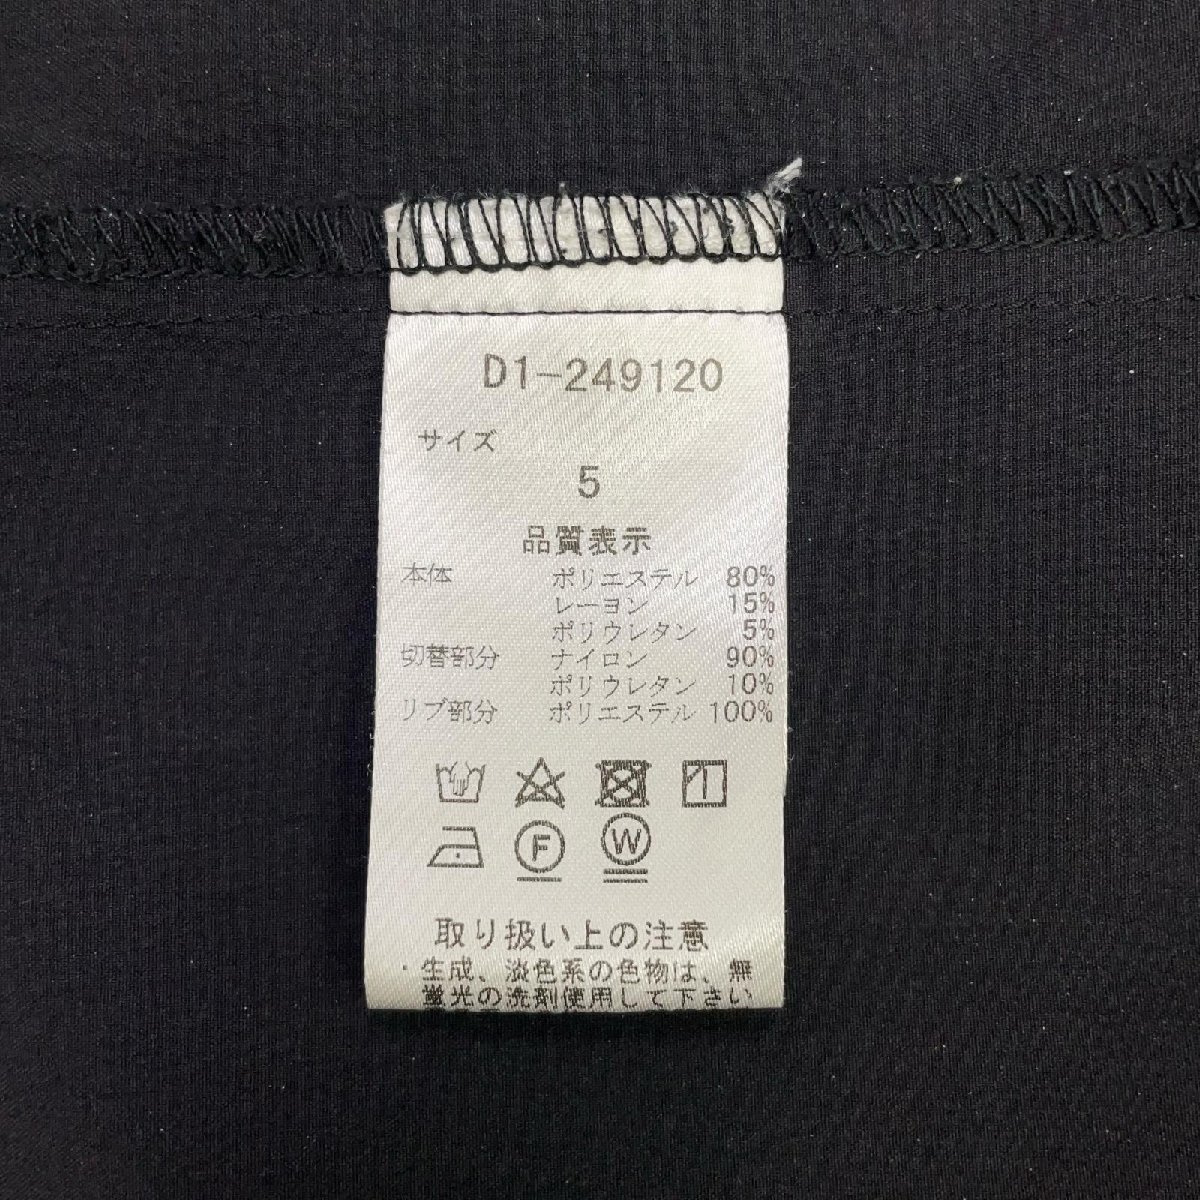 D1-249120
サイズ
5
品質表示
本体 ポリエステル 80%
レーヨン 15%
ポリウレタン 5%
切替部分 ナイロン 90%
ポリウレタン 10%
リブ部分 ポリエステル 100%
F W
取り扱い上の注意
・生成、淡色系の色物は、無
蛍光の洗剤使用して下さい